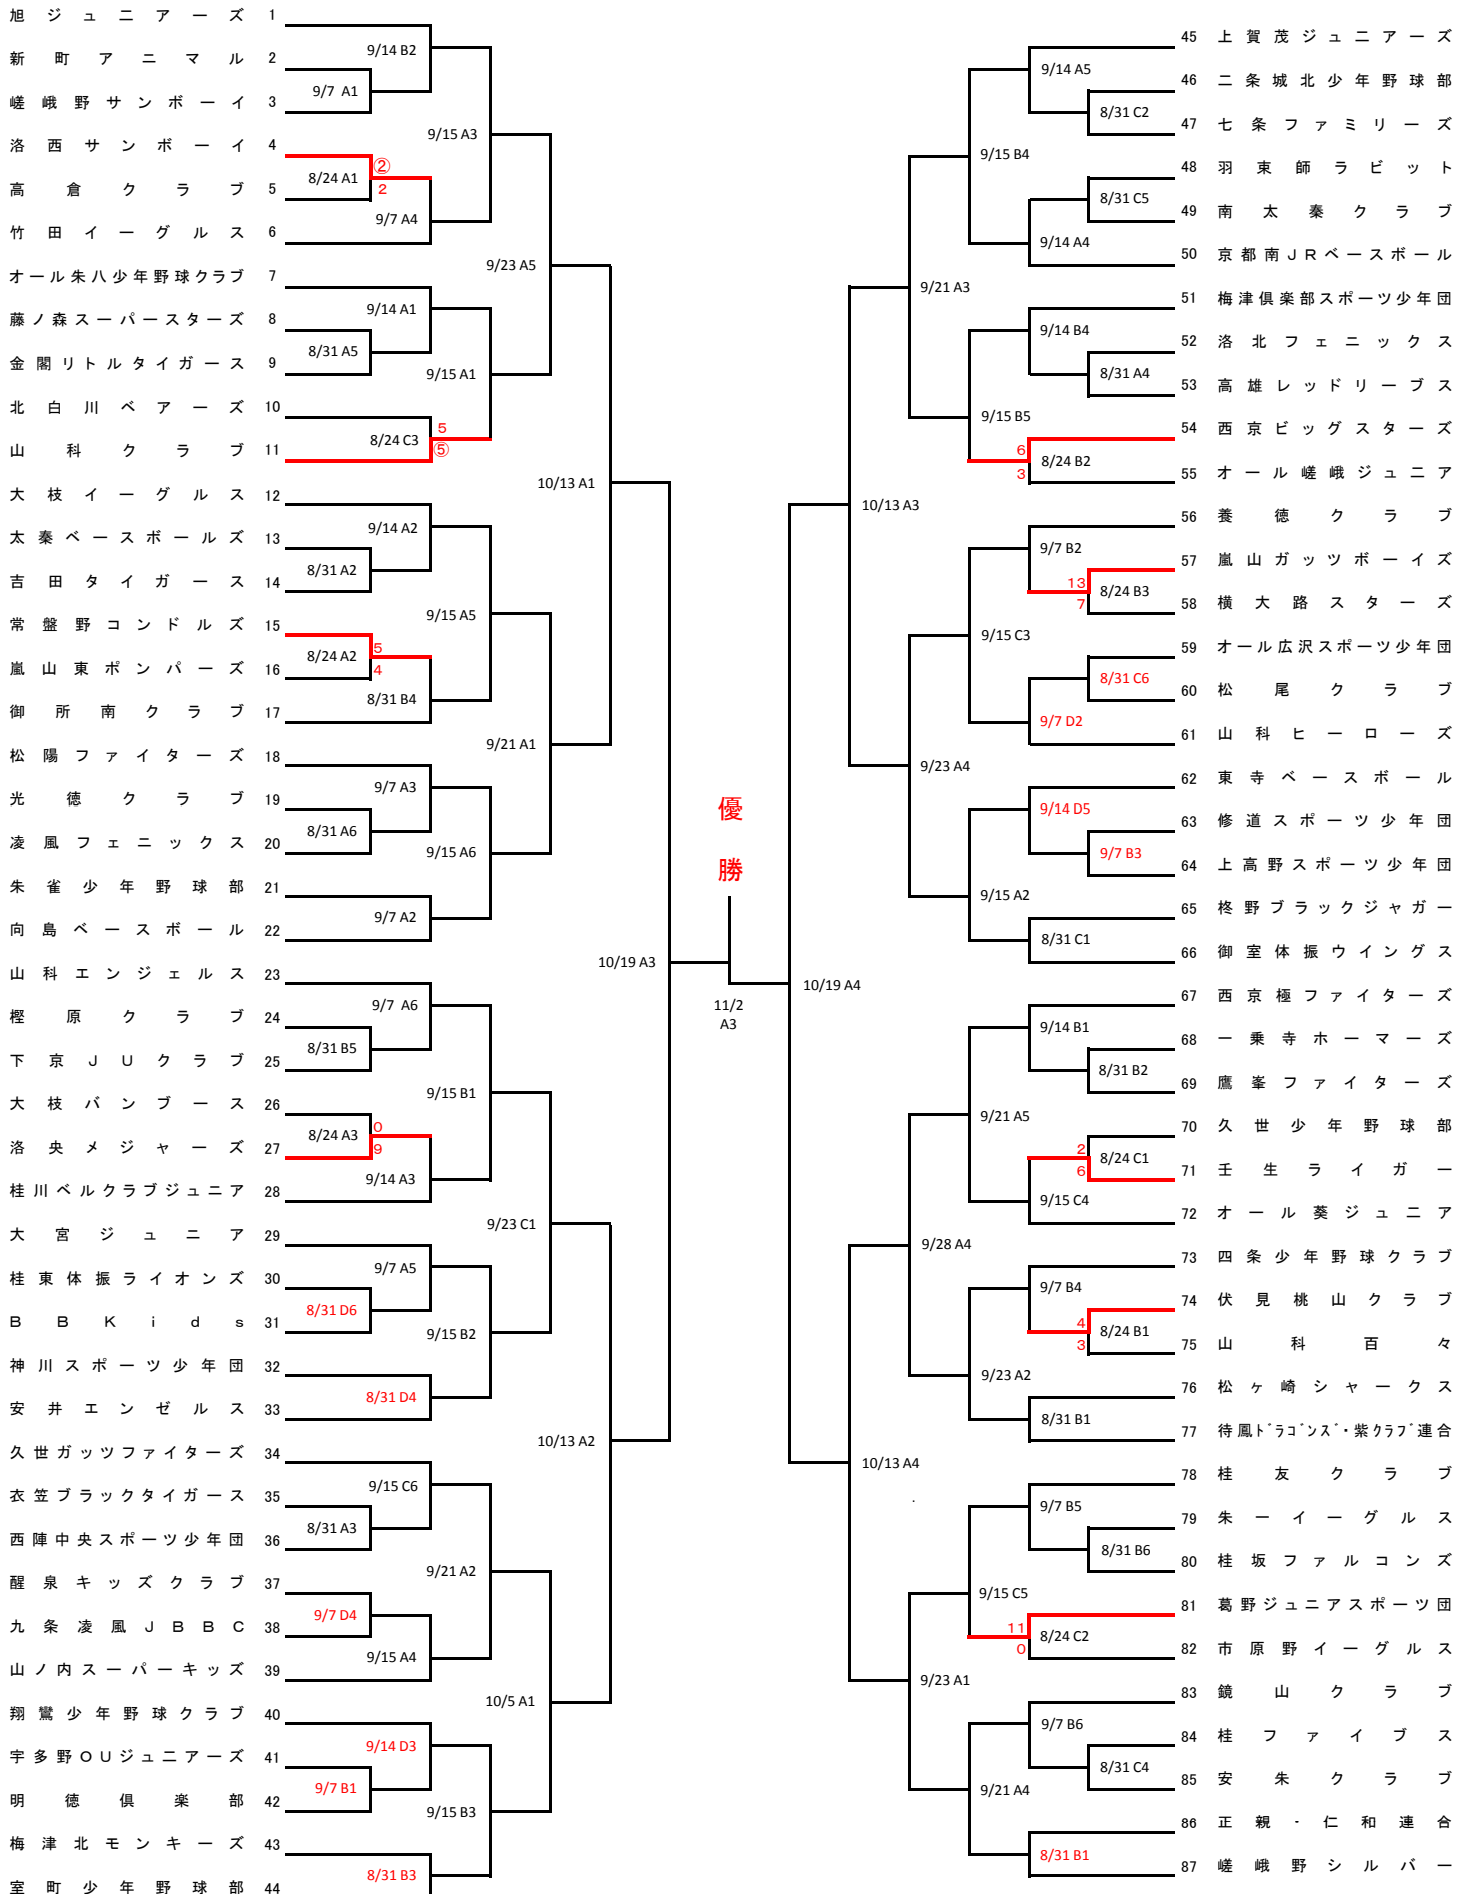 旭ジュニアーズ 1
新町アニマル 2
嵯峨野サンボーイ 3
洛西サンボーイ 4
高倉クラブ 5
竹田イーグルス 6
オール朱八少年野球クラブ 7
藤ノ森スーパースターズ 8
金閣リトルタイガース 9
北白川ベアーズ 10
山科クラブ 11
大枝イーグルス 12
太秦ベースボールズ 13
吉田タイガース 14
常盤野コンドルズ 15
嵐山東ポンパーズ 16
御所南クラブ 17
松陽ファイターズ 18
光徳クラブ 19
凌風フェニックス 20
朱雀少年野球部 21
向島ベースボール 22
山科エンジェルス 23
樫原クラブ 24
下京JUクラブ 25
大枝バンブース 26
洛央メジャーズ 27
桂川ベルクラブジュニア 28
大宮ジュニア 29
桂東体振ライオンズ 30
BBKids 31
神川スポーツ少年団 32
安井エンゼルス 33
久世ガッツファイターズ 34
衣笠ブラックタイガース 35
西陣中央スポーツ少年団 36
醒泉キッズクラブ 37
九条凌風JBBC 38
山ノ内スーパーキッズ 39
翔鸞少年野球クラブ 40
宇多野OUジュニアーズ 41
明徳倶楽部 42
梅津北モンキーズ 43
室町少年野球部 44
9/14 B2
9/7 A1
9/15 A3
8/24 A1
②
2
9/7 A4
9/23 A5
9/14 A1
8/31 A5
9/15 A1
8/24 C3
5
⑤
10/13 A1
9/14 A2
8/31 A2
9/15 A5
8/24 A2
5
4
8/31 B4
9/21 A1
9/7 A3
8/31 A6
9/15 A6
9/7 A2
10/19 A3
9/7 A6
8/31 B5
9/15 B1
8/24 A3
0
9
9/14 A3
9/23 C1
9/7 A5
8/31 D6
9/15 B2
8/31 D4
10/13 A2
9/15 C6
8/31 A3
9/21 A2
9/7 D4
9/15 A4
10/5 A1
9/14 D3
9/7 B1
9/15 B3
8/31 B3
優
勝
11/2
A3
45 上賀茂ジュニアーズ
46 二条城北少年野球部
47 七条ファミリーズ
48 羽束師ラビット
49 南太秦クラブ
50 京都南JRベースボール
51 梅津倶楽部スポーツ少年団
52 洛北フェニックス
53 高雄レッドリーブス
54 西京ビッグスターズ
55 オール嵯峨ジュニア
56 養徳クラブ
57 嵐山ガッツボーイズ
58 横大路スターズ
59 オール広沢スポーツ少年団
60 松尾クラブ
61 山科ヒーローズ
62 東寺ベースボール
63 修道スポーツ少年団
64 上高野スポーツ少年団
65 柊野ブラックジャガー
66 御室体振ウイングス
67 西京極ファイターズ
68 一乗寺ホーマーズ
69 鷹峯ファイターズ
70 久世少年野球部
71 壬生ライガー
72 オール葵ジュニア
73 四条少年野球クラブ
74 伏見桃山クラブ
75 山科百々
76 松ヶ崎シャークス
77 待鳳ドラゴンズ・紫クラブ連合
78 桂友クラブ
79 朱一イーグルス
80 桂坂ファルコンズ
81 葛野ジュニアスポーツ団
82 市原野イーグルス
83 鏡山クラブ
84 桂ファイブス
85 安朱クラブ
86 正親・仁和連合
87 嵯峨野シルバー
9/14 A5
8/31 C2
9/15 B4
8/31 C5
9/14 A4
9/21 A3
9/14 B4
8/31 A4
9/15 B5
6
3
8/24 B2
10/13 A3
9/7 B2
13
7
8/24 B3
9/15 C3
8/31 C6
9/7 D2
9/23 A4
9/14 D5
9/7 B3
9/15 A2
8/31 C1
10/19 A4
9/14 B1
8/31 B2
9/21 A5
2
6
8/24 C1
9/15 C4
9/28 A4
9/7 B4
4
3
8/24 B1
9/23 A2
8/31 B1
10/13 A4
9/7 B5
8/31 B6
9/15 C5
11
0
8/24 C2
9/23 A1
9/7 B6
8/31 C4
9/21 A4
8/31 B1